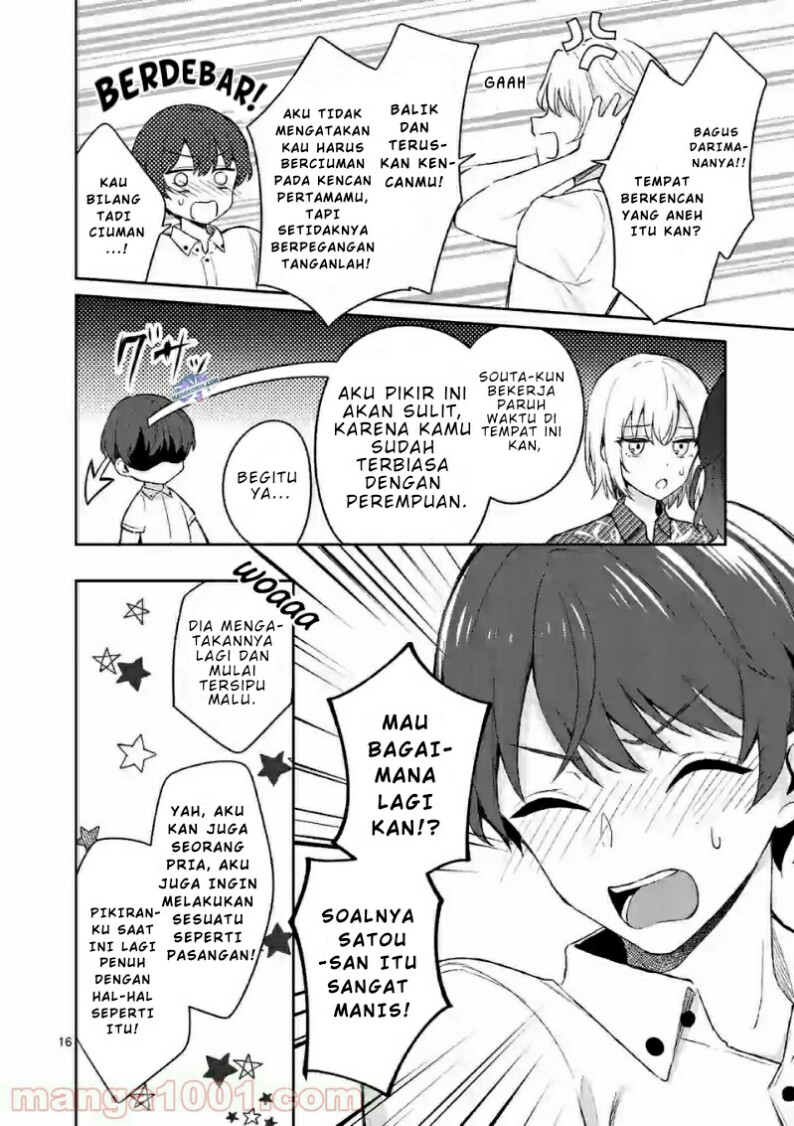 BAGUS
DARIMA-
NANYA!!
TEMPAT
BERKENCAN
YANG ANEH
ITU KAN?
GAAH
BALIK
DAN
TERUS-
KAN KEN-
CANMU!
AKU TIDAK
MENGATAKAN
KAU HARUS
BERCIUMAN
PADA KENCAN
PERTAMAMU,
TAPI
SETIDAKNYA
BERPEGANGAN
TANGANLAH!
BERDEBAR!
KAU
BILANG
TADI
CIUMAN
...!
SOUTA-KUN
BEKERJA
PARUH
WAKTU DI
TEMPAT INI
KAN,
AKU PIKIR INI
AKAN SULIT,
KARENA KAMU
SUDAH
TERBIASA
DENGAN
PEREMPUAN.
BEGITU
YA...
グサッ
MAU
BAGAI-
MANA
LAGI
KAN!?
SOALNYA
SATOU
-SAN ITU
SANGAT
MANIS!
WOAAA
DIA MENGA-
TAKANNYA
LAGI DAN
MULAI
TERSIPU
MALU.
YAH, AKU
KAN JUGA
SEORANG
PRIA, AKU
JUGA INGIN
MELAKUKAN
SESUATU
SEPERTI
PASANGAN!
PIKIRAN-
KU SAAT
INI LAGI
PENUH
DENGAN
HAL-HAL
SEPERTI
ITU!
16
manga1001.com